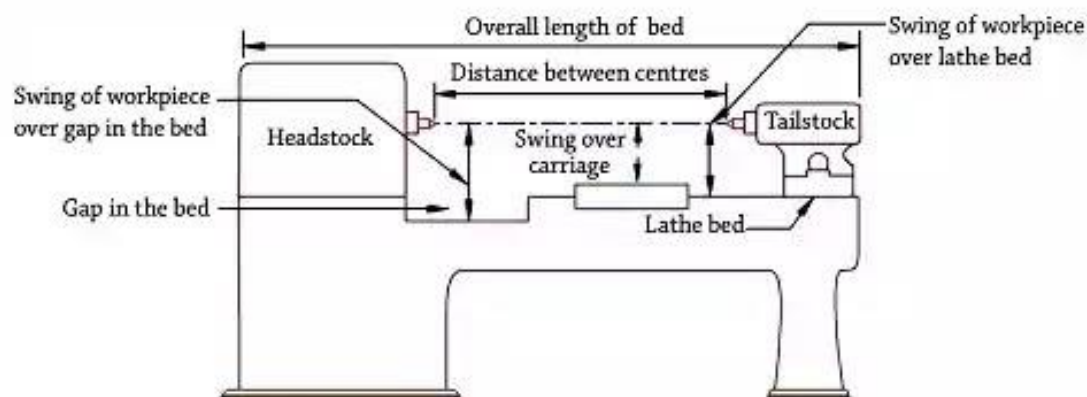 Overall length of bed
Swing of workpiece
over lathe bed
Distance between centres
Swing of workpiece
over gap in the bed
Headstock
Swing over
carriage
Tailstock
Gap in the bed
Lathe bed